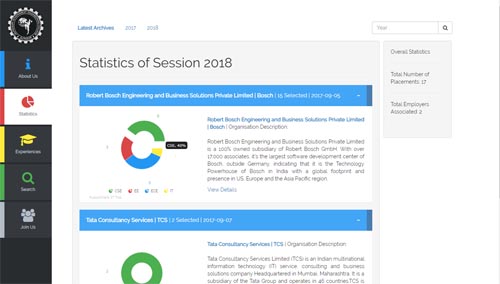 Latest Archives 2017 2018
Year
About Us
Statistics
Experiences
Search
Join Us
Statistics of Session 2018
Robert Bosch Engineering and Business Solutions Private Limited | Bosch | 15 Selected | 2017-09-05
CSE, 40%
CSE EE ECE IT
Robert Bosch Engineering and Business Solutions Private Limited
| Bosch | Organisation Description
Robert Bosch Engineering and Business Solutions Private Limited
is a 100% owned subsidiary of Robert Bosch GmbH. With over
17,000 associates, it's the largest software development center of
Bosch, outside Germany, indicating that it is the Technology
Powerhouse of Bosch in India with a global footprint and
presence in US, Europe and the Asia Pacific region.
View Details
Tata Consultancy Services | TCS | 2 Selected | 2017-09-07
Tata Consultancy Services Limited | TCS | Organisation Description
Tata Consultancy Services Limited (TCS) is an Indian multinational
information technology (IT) service, consulting and business
solutions company Headquartered in Mumbai, Maharashtra. It is a
subsidiary of the Tata Group and operates in 46 countries.TCS is
Overall Statistics
Total Number of
Placements: 17
Total Employers
Associated: 2